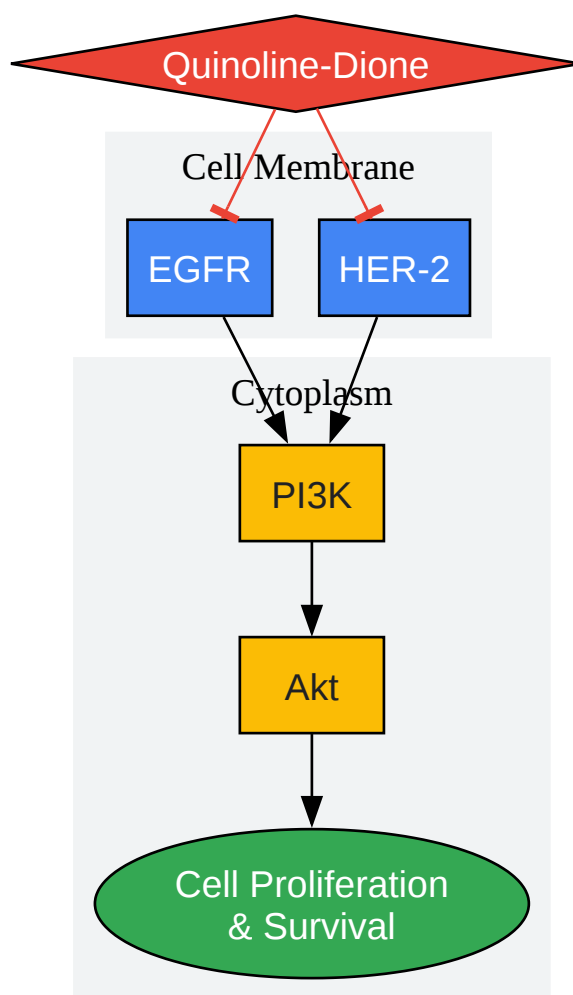 Quinoline-Dione
Cell Membrane
EGFR
HER-2
Cytoplasm
PI3K
Akt
Cell Proliferation
& Survival